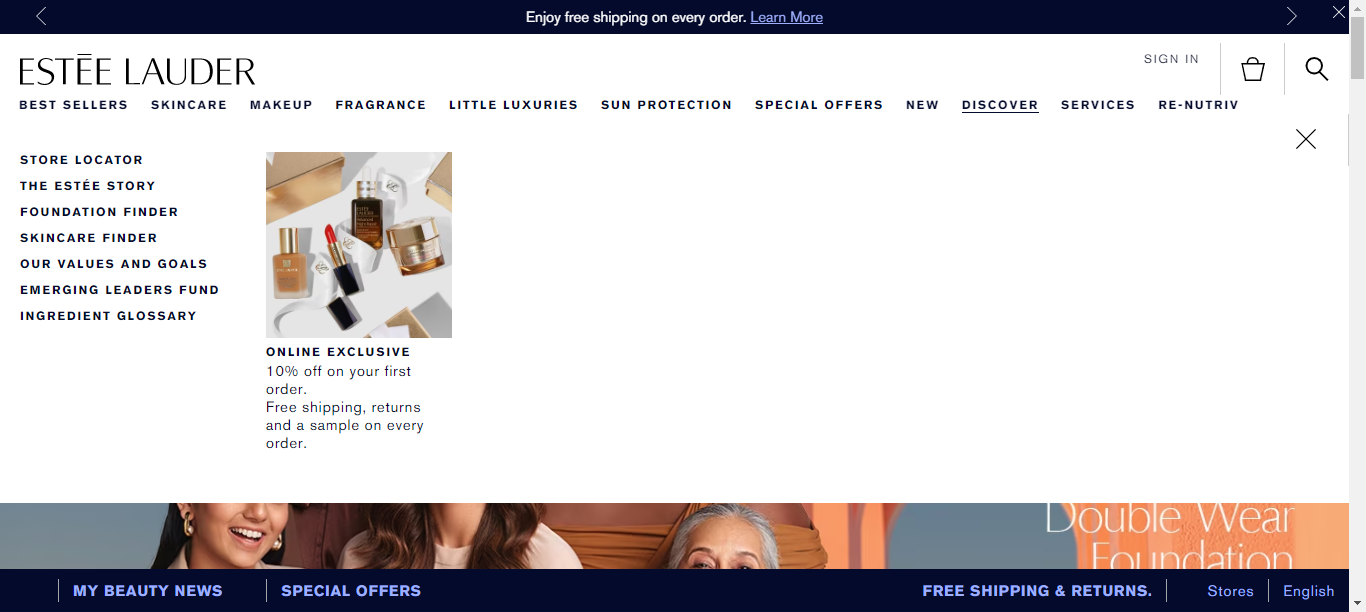 Enjoy free shipping on every order. Learn More
SIGN IN
ESTĒE LAUDER
BEST SELLERS SKINCARE MAKEUP FRAGRANCE LITTLE LUXURIES SUN PROTECTION SPECIAL OFFERS NEW DISCOVER SERVICES RE-NUTRIV
STORE LOCATOR
THE ESTÉE STORY
FOUNDATION FINDER
SKINCARE FINDER
OUR VALUES AND GOALS
EMERGING LEADERS FUND
INGREDIENT GLOSSARY
ONLINE EXCLUSIVE
10% off on your first
order.
Free shipping, returns
and a sample on every
order.
Double Wear
Foundation
MY BEAUTY NEWS SPECIAL OFFERS FREE SHIPPING & RETURNS. Stores English